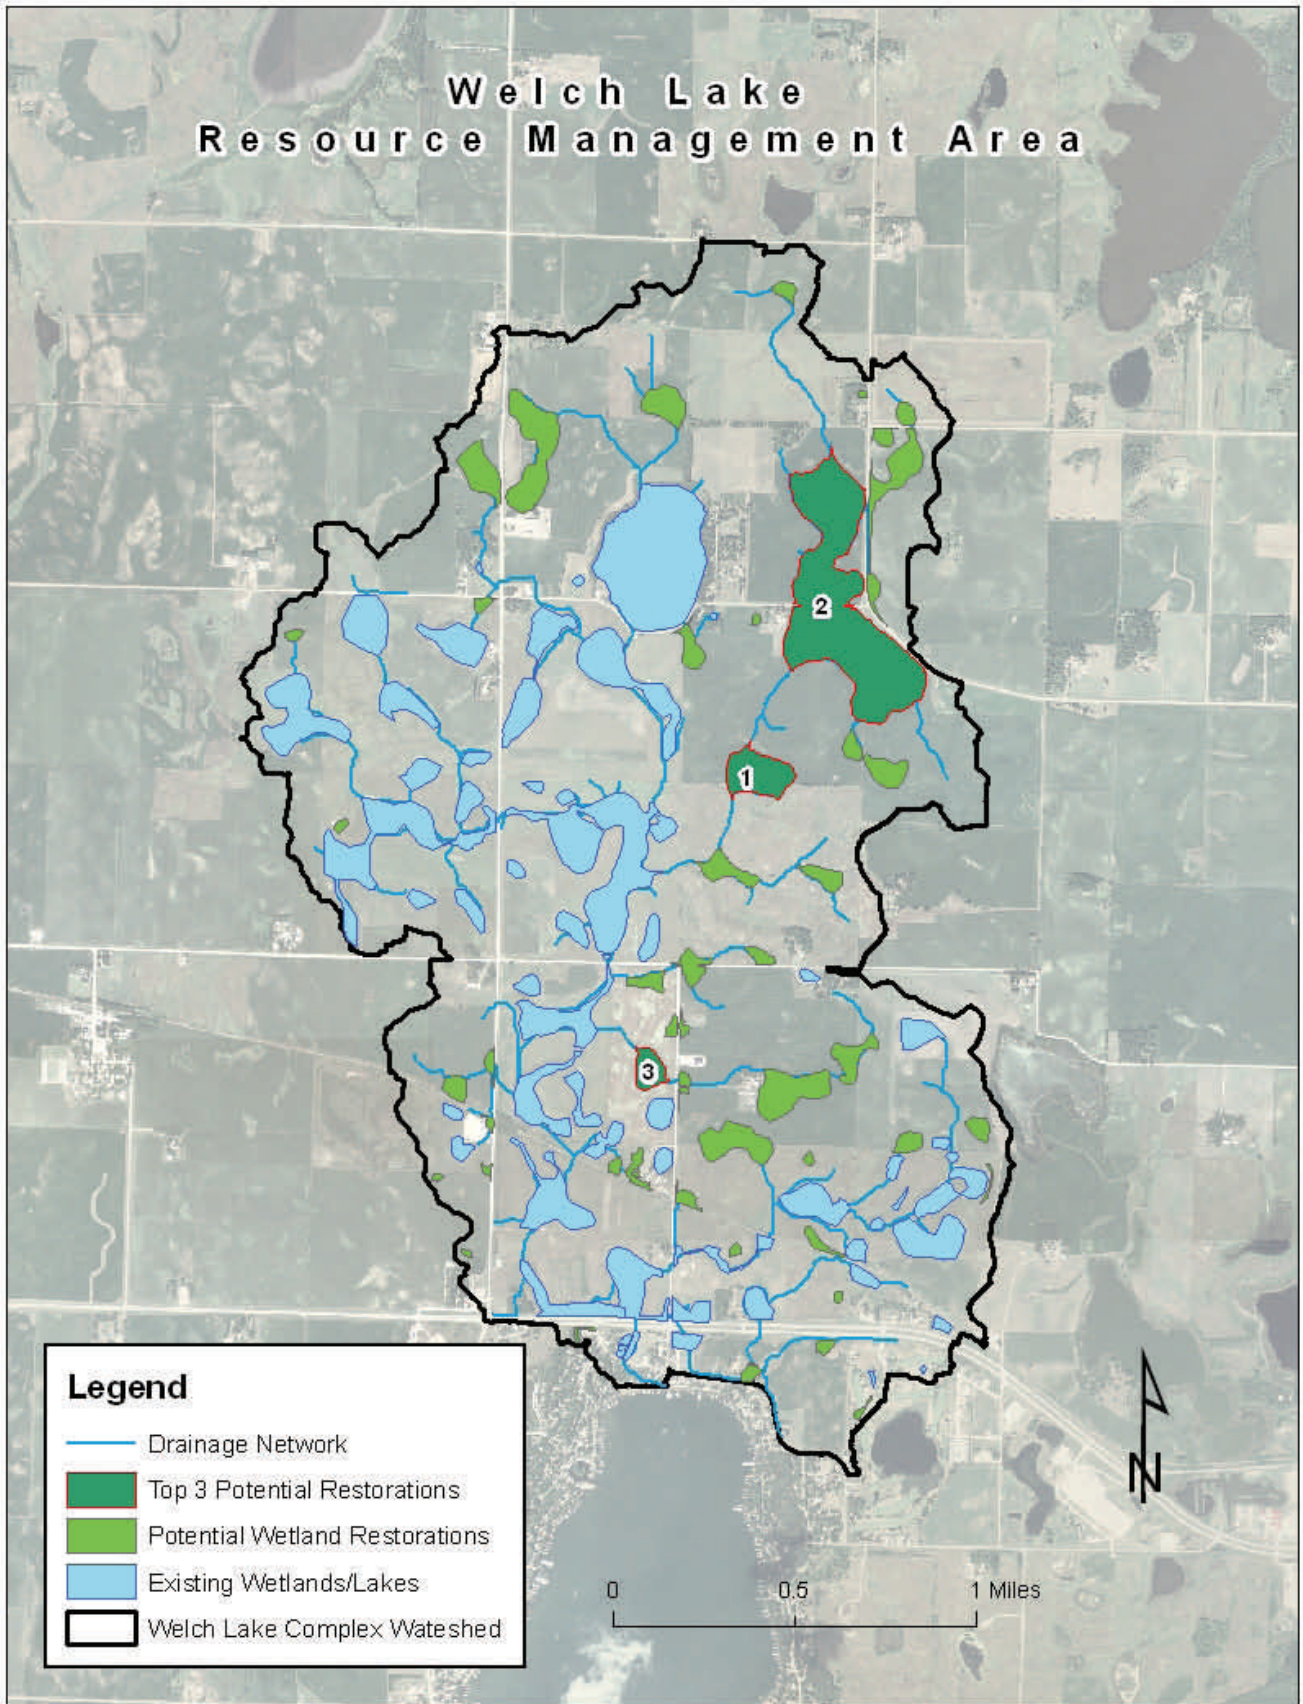 Welch Lake
Resource Management Area
2
1
3
Legend
Drainage Network
Top 3 Potential Restorations
Potential Wetland Restorations
Existing Wetlands/Lakes
Welch Lake Complex Wateshed
0 0.5 1 Miles
N